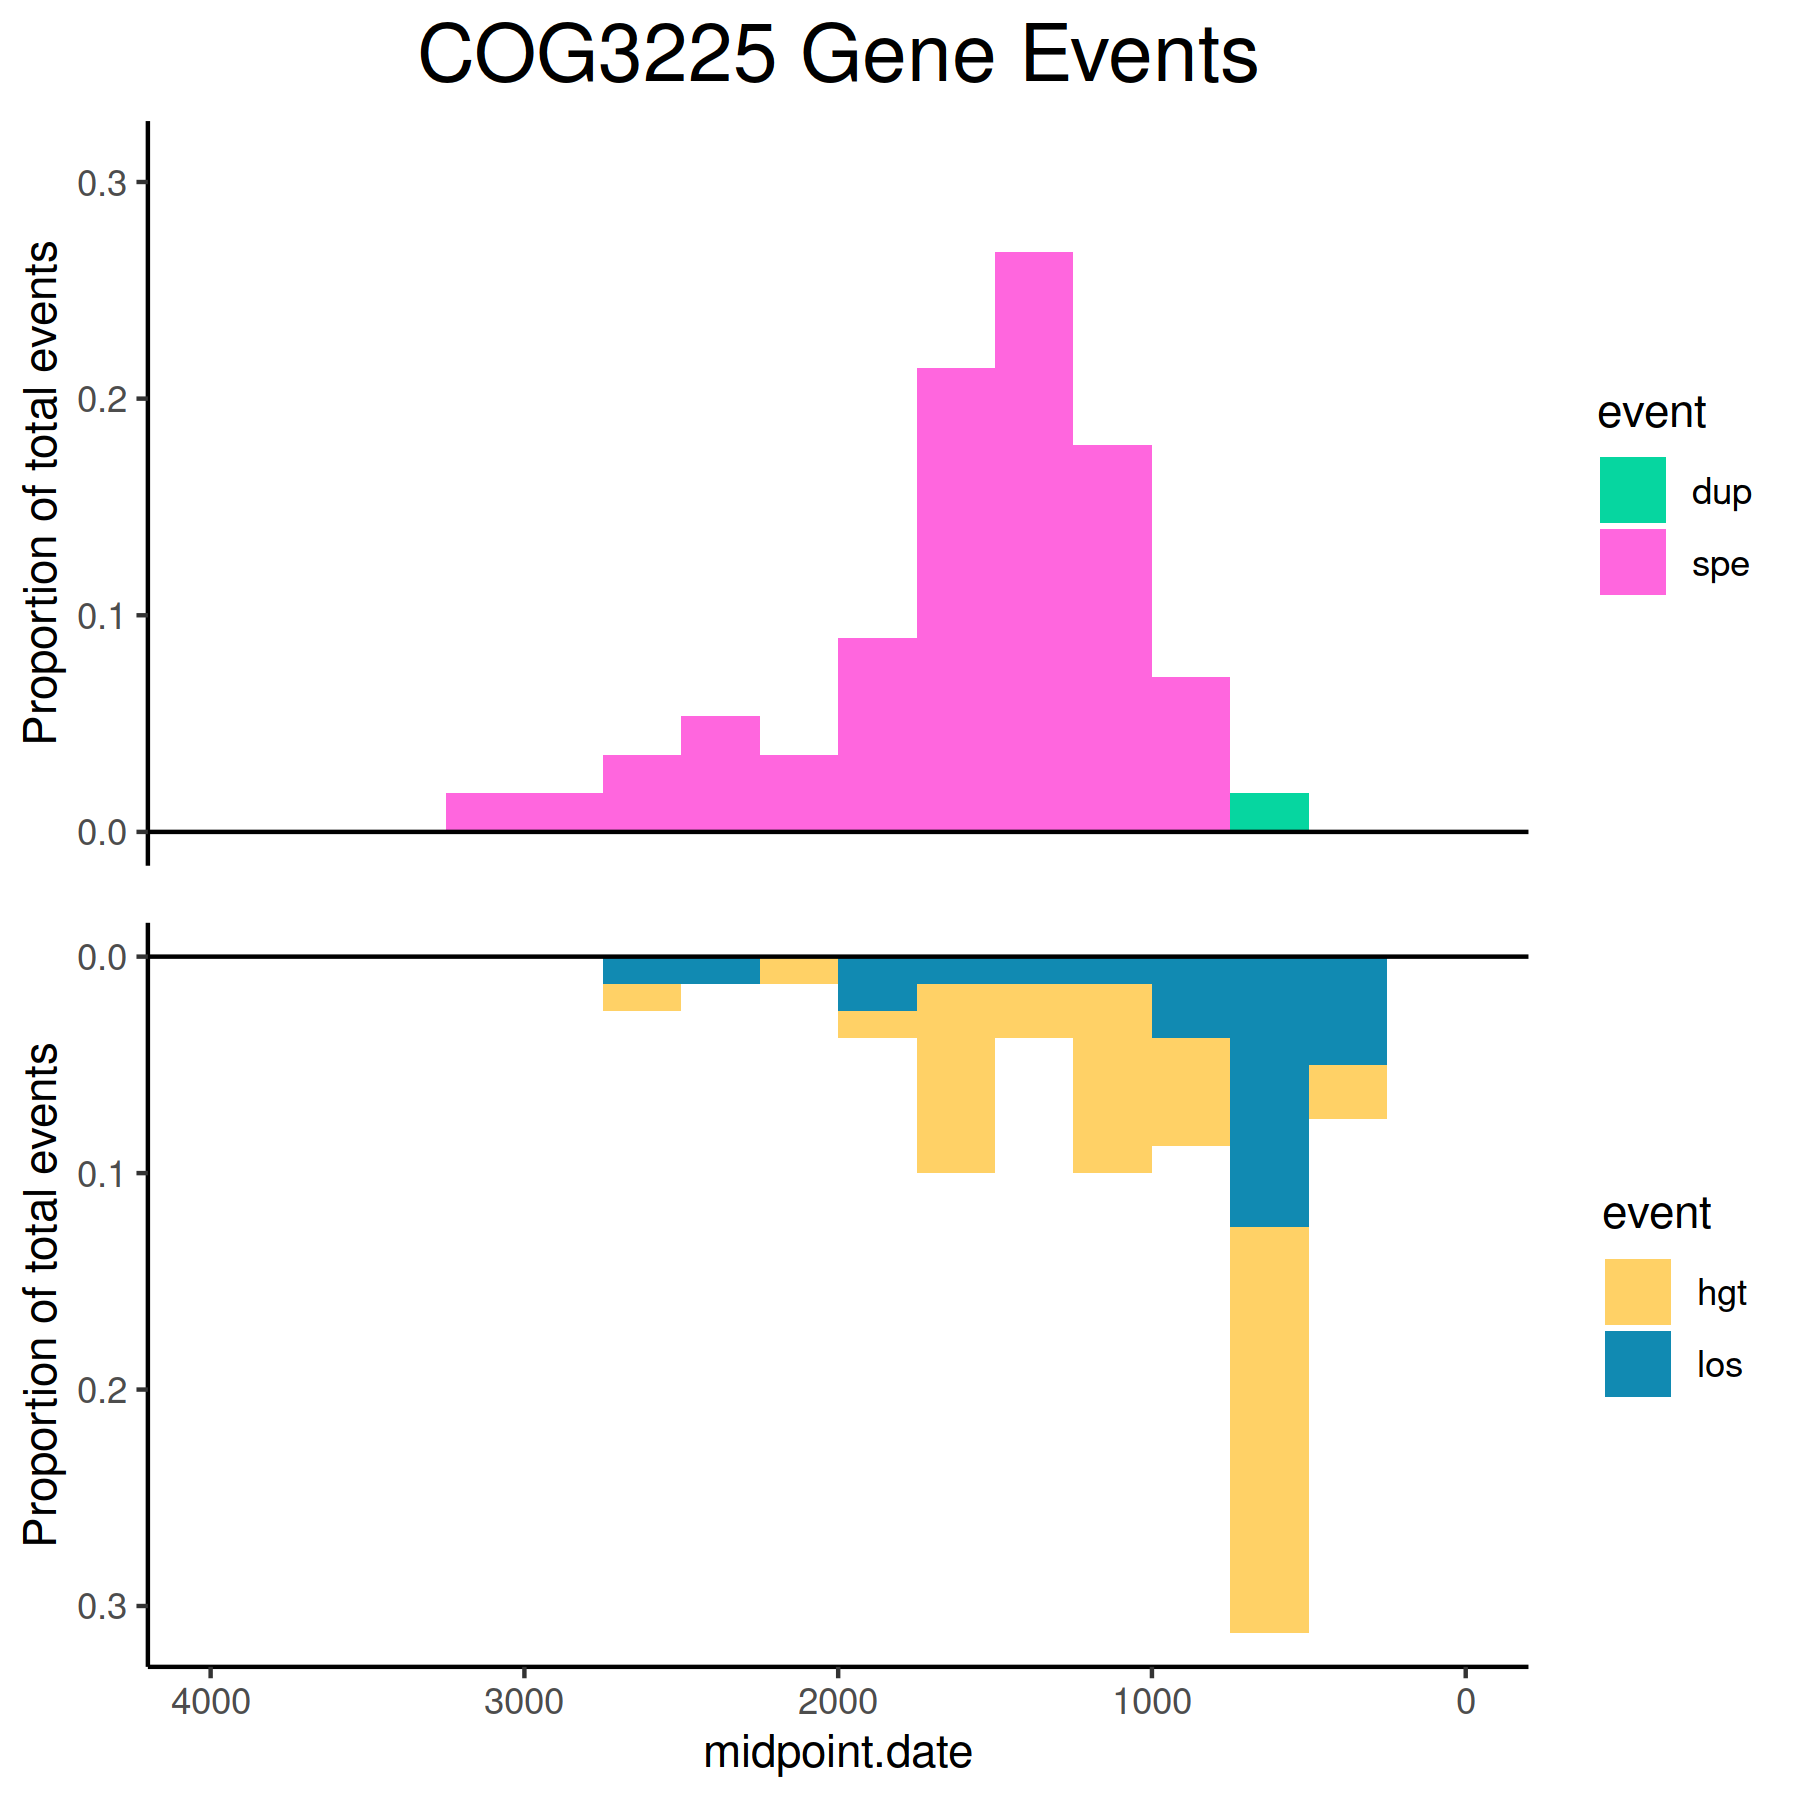 COG3225 Gene Events
Proportion of total events
0.3
0.2
0.1
0.0
event
dup
spe
Proportion of total events
0.0
0.1
0.2
0.3
event
hgt
los
4000 3000 2000 1000 0
midpoint.date